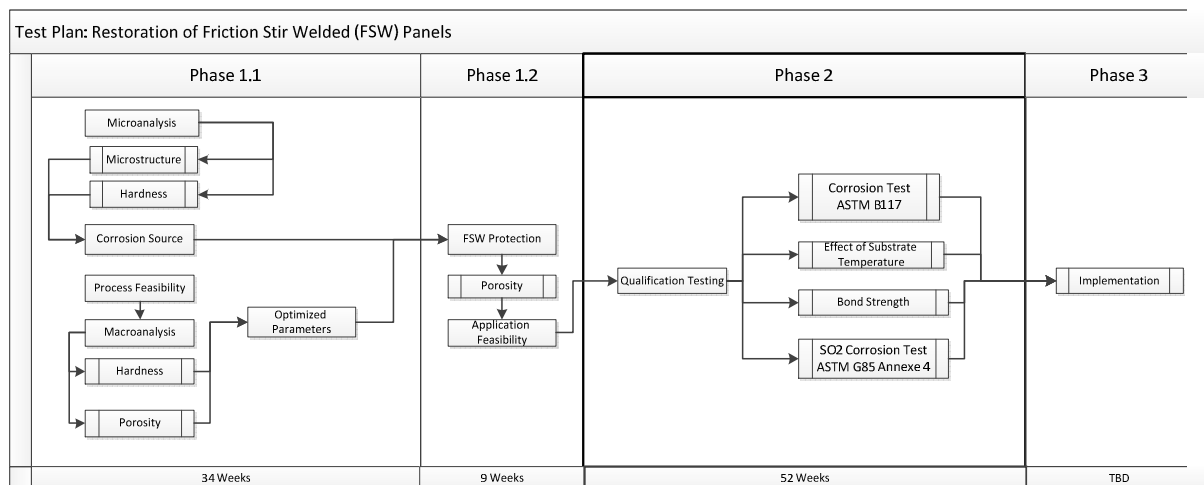 Test Plan: Restoration of Friction Stir Welded (FSW) Panels
Phase 1.1
Phase 1.2
Phase 2
Phase 3
Microanalysis
Microstructure
Hardness
Corrosion Source
Process Feasibility
Macroanalysis
Hardness
Porosity
Optimized
Parameters
FSW Protection
Porosity
Application
Feasibility
Qualification Testing
Corrosion Test
ASTM B117
Effect of Substrate
Temperature
Bond Strength
SO2 Corrosion Test
ASTM G85 Annexe 4
Implementation
34 Weeks
9 Weeks
52 Weeks
TBD